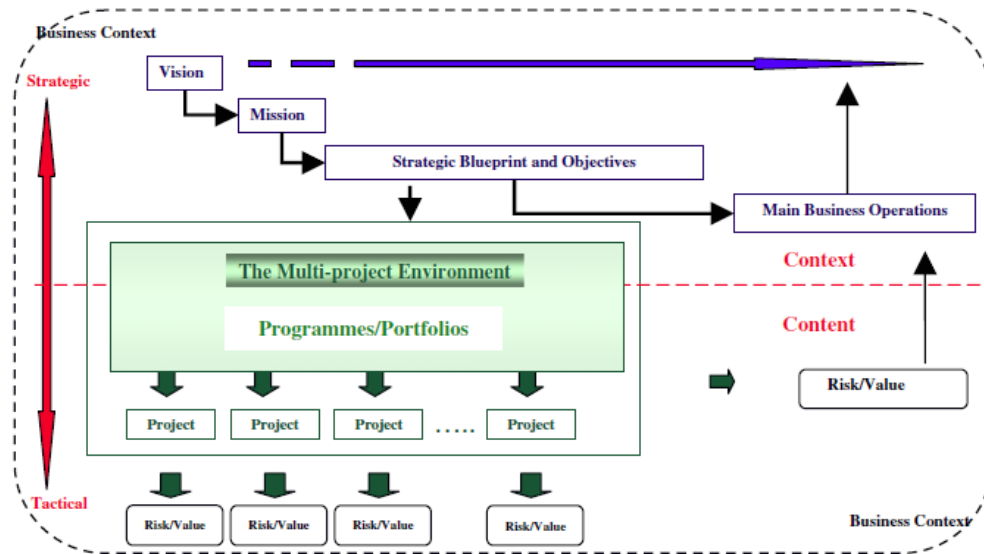 Business Context
Vision
Strategic
Mission
Strategic Blueprint and Objectives
Main Business Operations
The Multi-project Environment
Context
Content
Programmes/Portfolios
Risk/Value
Project
Project
Project
.....
Project
Tactical
Risk/Value
Risk/Value
Risk/Value
Risk/Value
Business Context